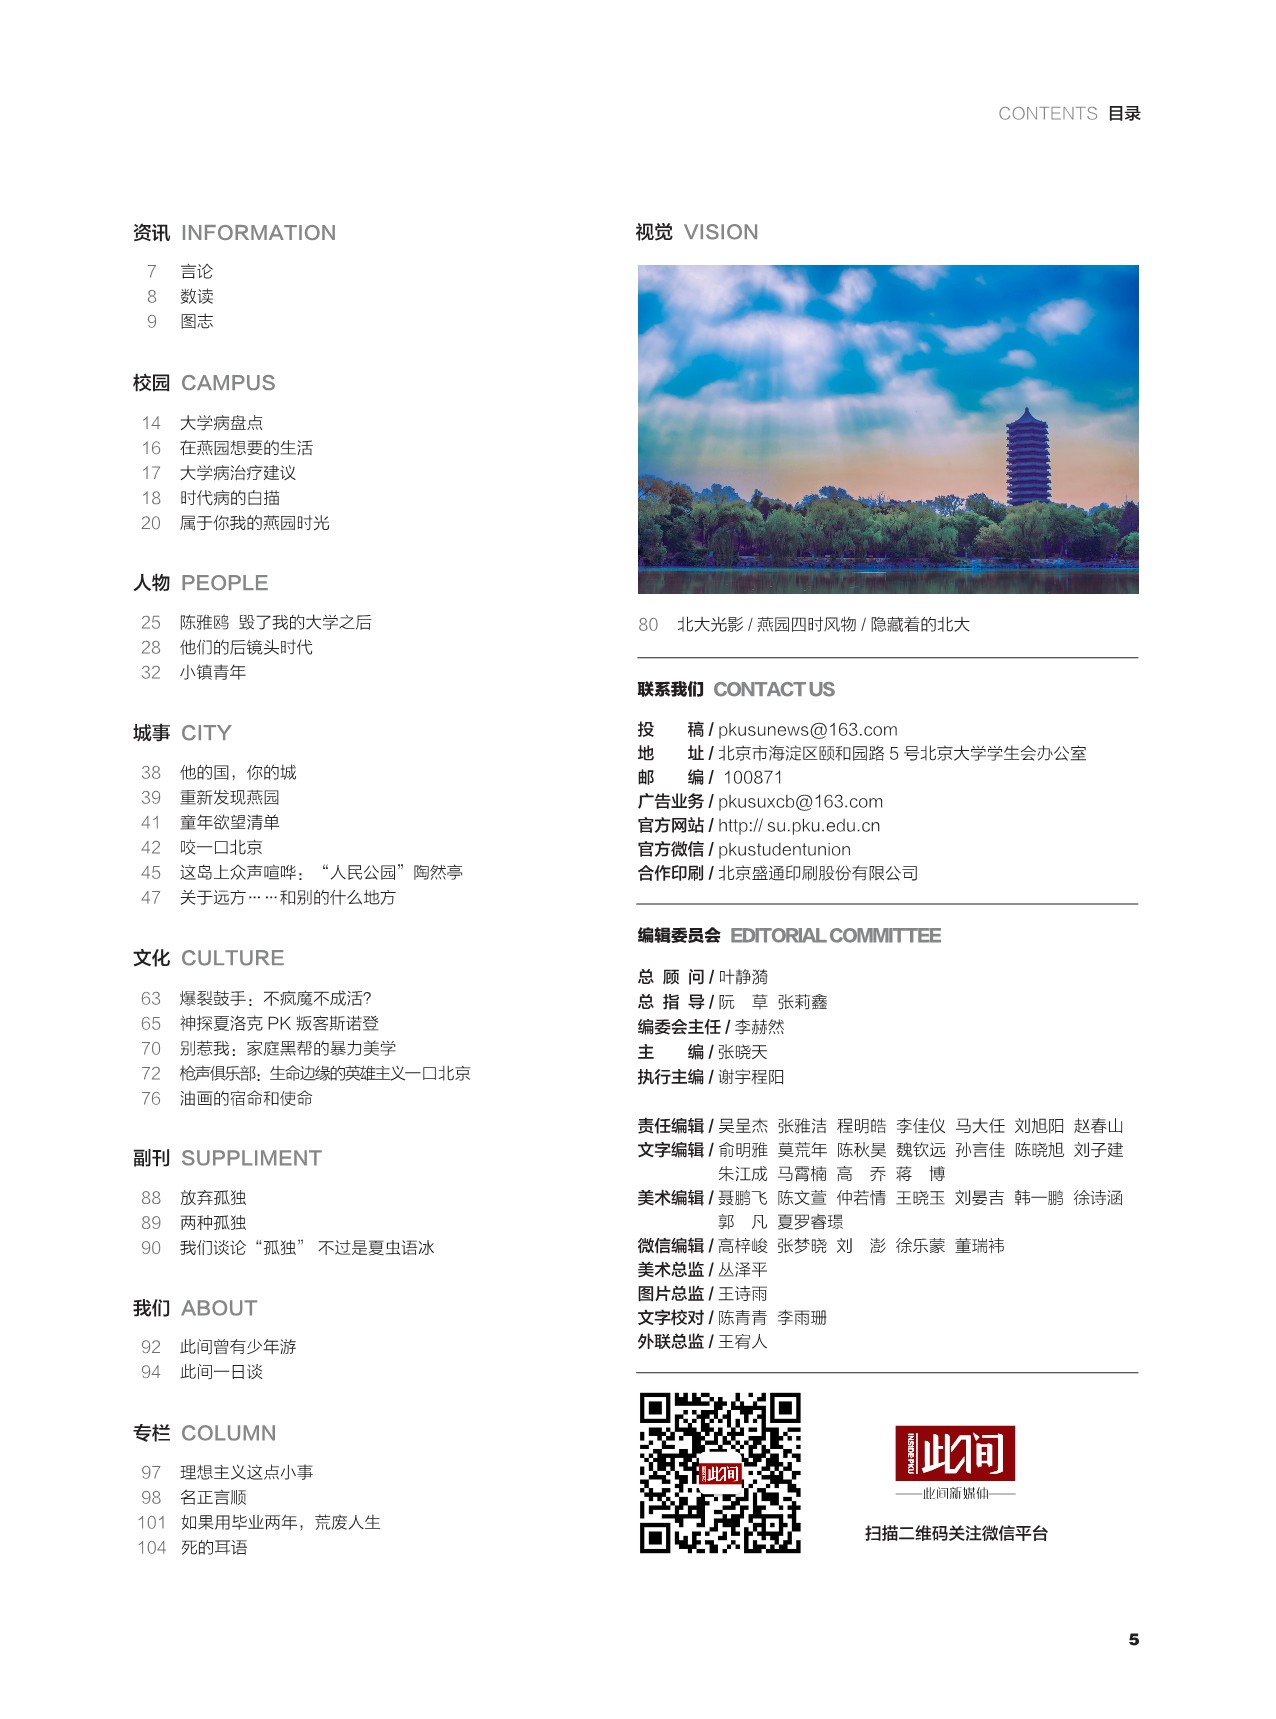 CONTENTS 目录
资讯 INFORMATION
7 言论
8 数读
9 图志
校园 CAMPUS
14 大学病盘点
16 在燕园想要的生活
17 大学病治疗建议
18 时代病的白描
20 属于你我的燕园时光
人物 PEOPLE
25 陈雅鸥 毁了我的大学之后
28 他们的后镜头时代
32 小镇青年
城事 CITY
38 他的国，你的城
39 重新发现燕园
41 童年欲望清单
42 咬一口北京
45 这岛上众声喧哗：“人民公园”陶然亭
47 关于远方……和别的什么地方
文化 CULTURE
63 爆裂鼓手：不疯魔不成活?
65 神探夏洛克 PK 叛客斯诺登
70 别惹我：家庭黑帮的暴力美学
72 枪声俱乐部：生命边缘的英雄主义一口北京
76 油画的宿命和使命
副刊 SUPPLIMENT
88 放弃孤独
89 两种孤独
90 我们谈论“孤独” 不过是夏虫语冰
我们 ABOUT
92 此间曾有少年游
94 此间一日谈
专栏 COLUMN
97 理想主义这点小事
98 名正言顺
101 如果用毕业两年，荒废人生
104 死的耳语
视觉 VISION
80 北大光影 / 燕园四时风物 / 隐藏着的北大
联系我们 CONTACT US
投 稿 / pkusunews@163.com
地 址 / 北京市海淀区颐和园路 5 号北京大学学生会办公室
邮 编 / 100871
广告业务 / pkusuxcb@163.com
官方网站 / http:// su.pku.edu.cn
官方微信 / pkustudentunion
合作印刷 / 北京盛通印刷股份有限公司
编辑委员会 EDITORIAL COMMITTEE
总 顾 问 / 叶静漪
总 指 导 / 阮 草 张莉鑫
编委会主任 / 李赫然
主 编 / 张晓天
执行主编 / 谢宇程阳
责任编辑 / 吴呈杰 张雅洁 程明皓 李佳仪 马大任 刘旭阳 赵春山
文字编辑 / 俞明雅 莫荒年 陈秋昊 魏钦远 孙言佳 陈晓旭 刘子建
朱江成 马霄楠 高 乔 蒋 博
美术编辑 / 聂鹏飞 陈文萱 仲若情 王晓玉 刘晏吉 韩一鹏 徐诗涵
郭 凡 夏罗睿璟
微信编辑 / 高梓峻 张梦晓 刘 澎 徐乐蒙 董瑞袆
美术总监 / 丛泽平
图片总监 / 王诗雨
文字校对 / 陈青青 李雨珊
外联总监 / 王宥人
此间
INSIDE·PKU
此间
此间新媒体
扫描二维码关注微信平台
5